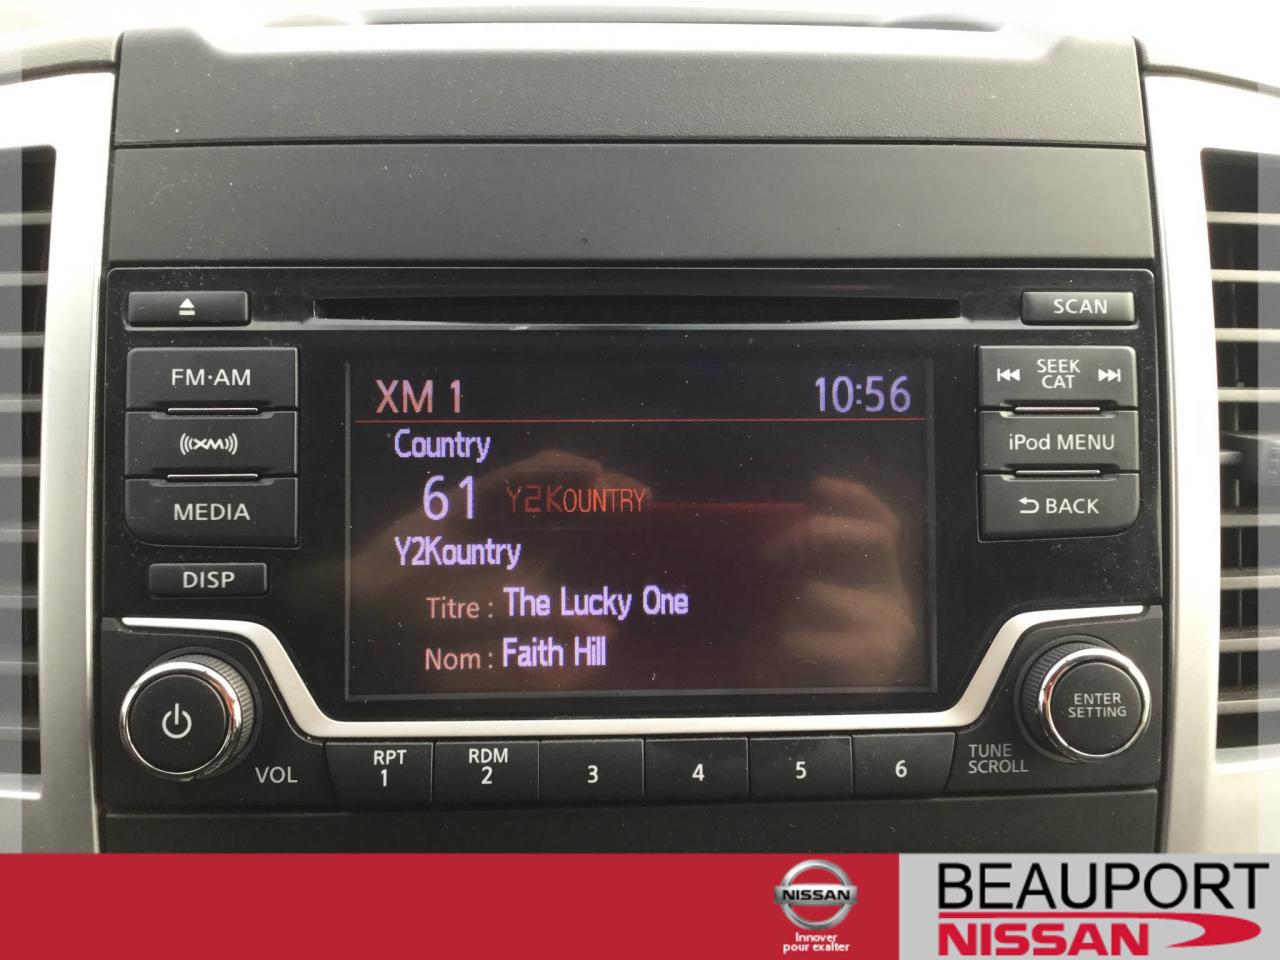 SCAN
FM·AM
SEEK
CAT
XM
iPod MENU
MEDIA
BACK
DISP
XM 1
10:56
Country
61
Y2KOUNTRY
Y2Kountry
Titre : The Lucky One
Nom : Faith Hill
VOL
RPT
1
RDM
2
3
4
5
6
TUNE
SCROLL
ENTER
SETTING
NISSAN
Innover
pour exalter
BEAUPORT
NISSAN